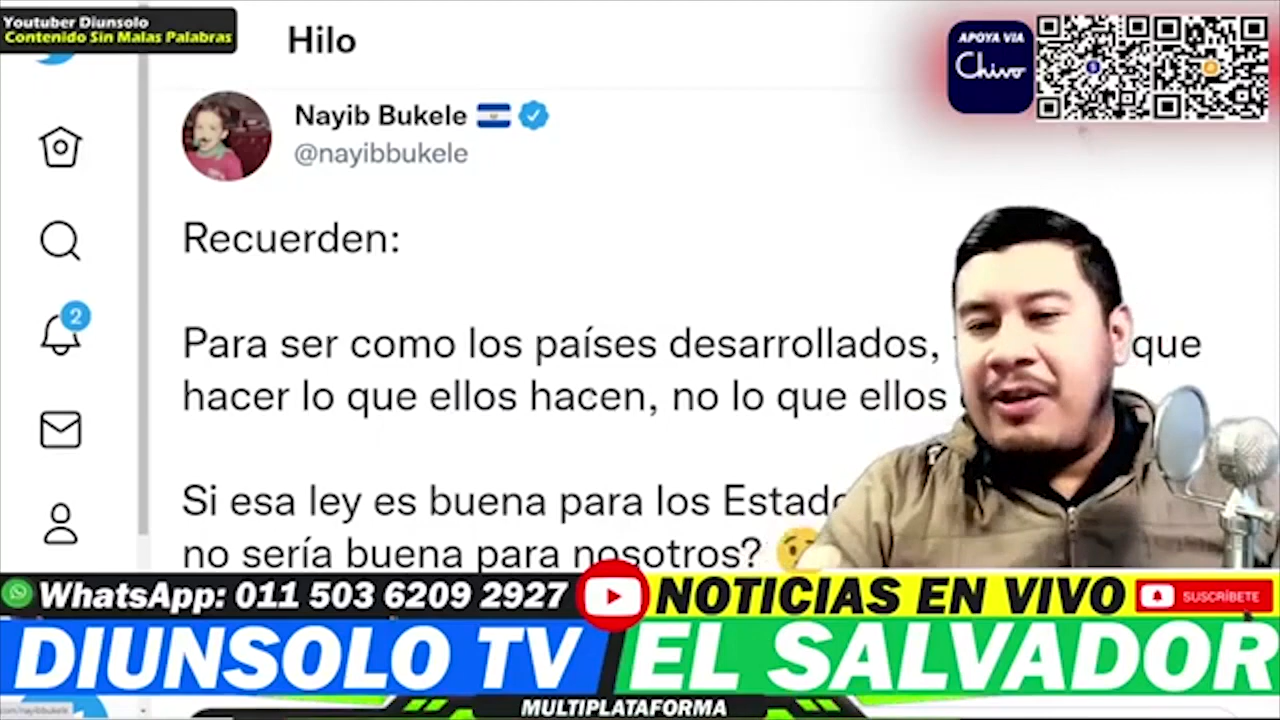 Youtuber Diunsolo
Contenido Sin Malas Palabras
Hilo
APOYA VIA
Chivo
Nayib Bukele
@nayibbukele
2
Recuerden:
Para ser como los países desarrollados, que
hacer lo que ellos hacen, no lo que ellos
Si esa ley es buena para los Estado
no sería buena para nosotros?
WhatsApp: 011 503 6209 2927
NOTICIAS EN VIVO
SUSCRÍBETE
DIUNSOLO TV
EL SALVADOR
MULTIPLATAFORMA